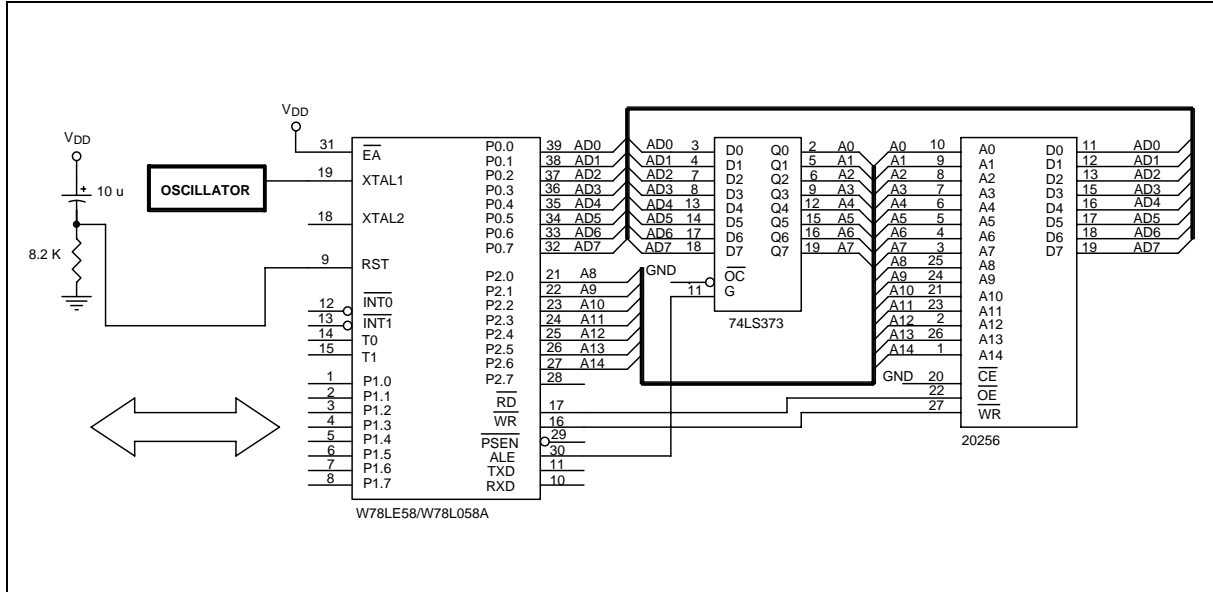 VDD
10 u
8.2 K
OSCILLATOR
VDD
31 EA
19 XTAL1
18 XTAL2
9 RST
12 INT0
13 INT1
14 T0
15 T1
1 P1.0
2 P1.1
3 P1.2
4 P1.3
5 P1.4
6 P1.5
7 P1.6
8 P1.7
P0.0 39 AD0
P0.1 38 AD1
P0.2 37 AD2
P0.3 36 AD3
P0.4 35 AD4
P0.5 34 AD5
P0.6 33 AD6
P0.7 32 AD7
P2.0 21 A8
P2.1 22 A9
P2.2 23 A10
P2.3 24 A11
P2.4 25 A12
P2.5 26 A13
P2.6 27 A14
P2.7 28
RD 17
WR 16
PSEN 29
ALE 30
TXD 11
RXD 10
W78LE58/W78L058A
AD0 3 D0 Q0 2 A0
AD1 4 D1 Q1 5 A1
AD2 7 D2 Q2 6 A2
AD3 8 D3 Q3 9 A3
AD4 13 D4 Q4 12 A4
AD5 14 D5 Q5 15 A5
AD6 17 D6 Q6 16 A6
AD7 18 D7 Q7 19 A7
GND OC
11 G
74LS373
A0 10 A0 D0 11 AD0
A1 9 A1 D1 12 AD1
A2 8 A2 D2 13 AD2
A3 7 A3 D3 15 AD3
A4 6 A4 D4 16 AD4
A5 5 A5 D5 17 AD5
A6 4 A6 D6 18 AD6
A7 3 A7 D7 19 AD7
A8 25 A8
A9 24 A9
A10 21 A10
A11 23 A11
A12 2 A12
A13 26 A13
A14 1 A14
GND 20 CE
22 OE
27 WR
20256